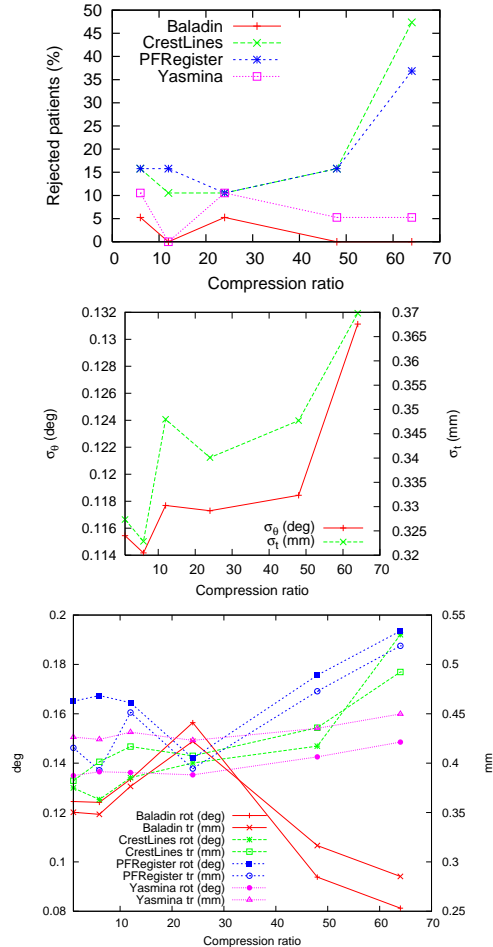 Baladin
CrestLines
PFRegister
Yasmina
Rejected patients (%)
50
45
40
35
30
25
20
15
10
5
0
0 10 20 30 40 50 60 70
Compression ratio
0.132
0.13
0.128
0.126
0.124
0.122
0.12
0.118
0.116
0.114
σθ (deg)
0.37
0.365
0.36
0.355
0.35
0.345
0.34
0.335
0.33
0.325
0.32
σt (mm)
σθ (deg)
σt (mm)
10 20 30 40 50 60 70
Compression ratio
0.2
0.18
0.16
0.14
0.12
0.1
0.08
deg
0.55
0.5
0.45
0.4
0.35
0.3
0.25
mm
Baladin rot (deg)
Baladin tr (mm)
CrestLines rot (deg)
CrestLines tr (mm)
PFRegister rot (deg)
PFRegister tr (mm)
Yasmina rot (deg)
Yasmina tr (mm)
10 20 30 40 50 60 70
Compression ratio